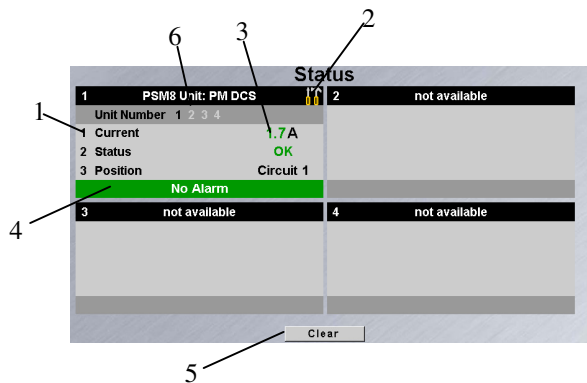 6 3 2
Status
1 PSM8 Unit: PM DCS
2 not available
Unit Number 1 2 3 4
1
1 Current 1.7 A
2 Status OK
3 Position Circuit 1
No Alarm
4
3 not available
4 not available
Clear
5